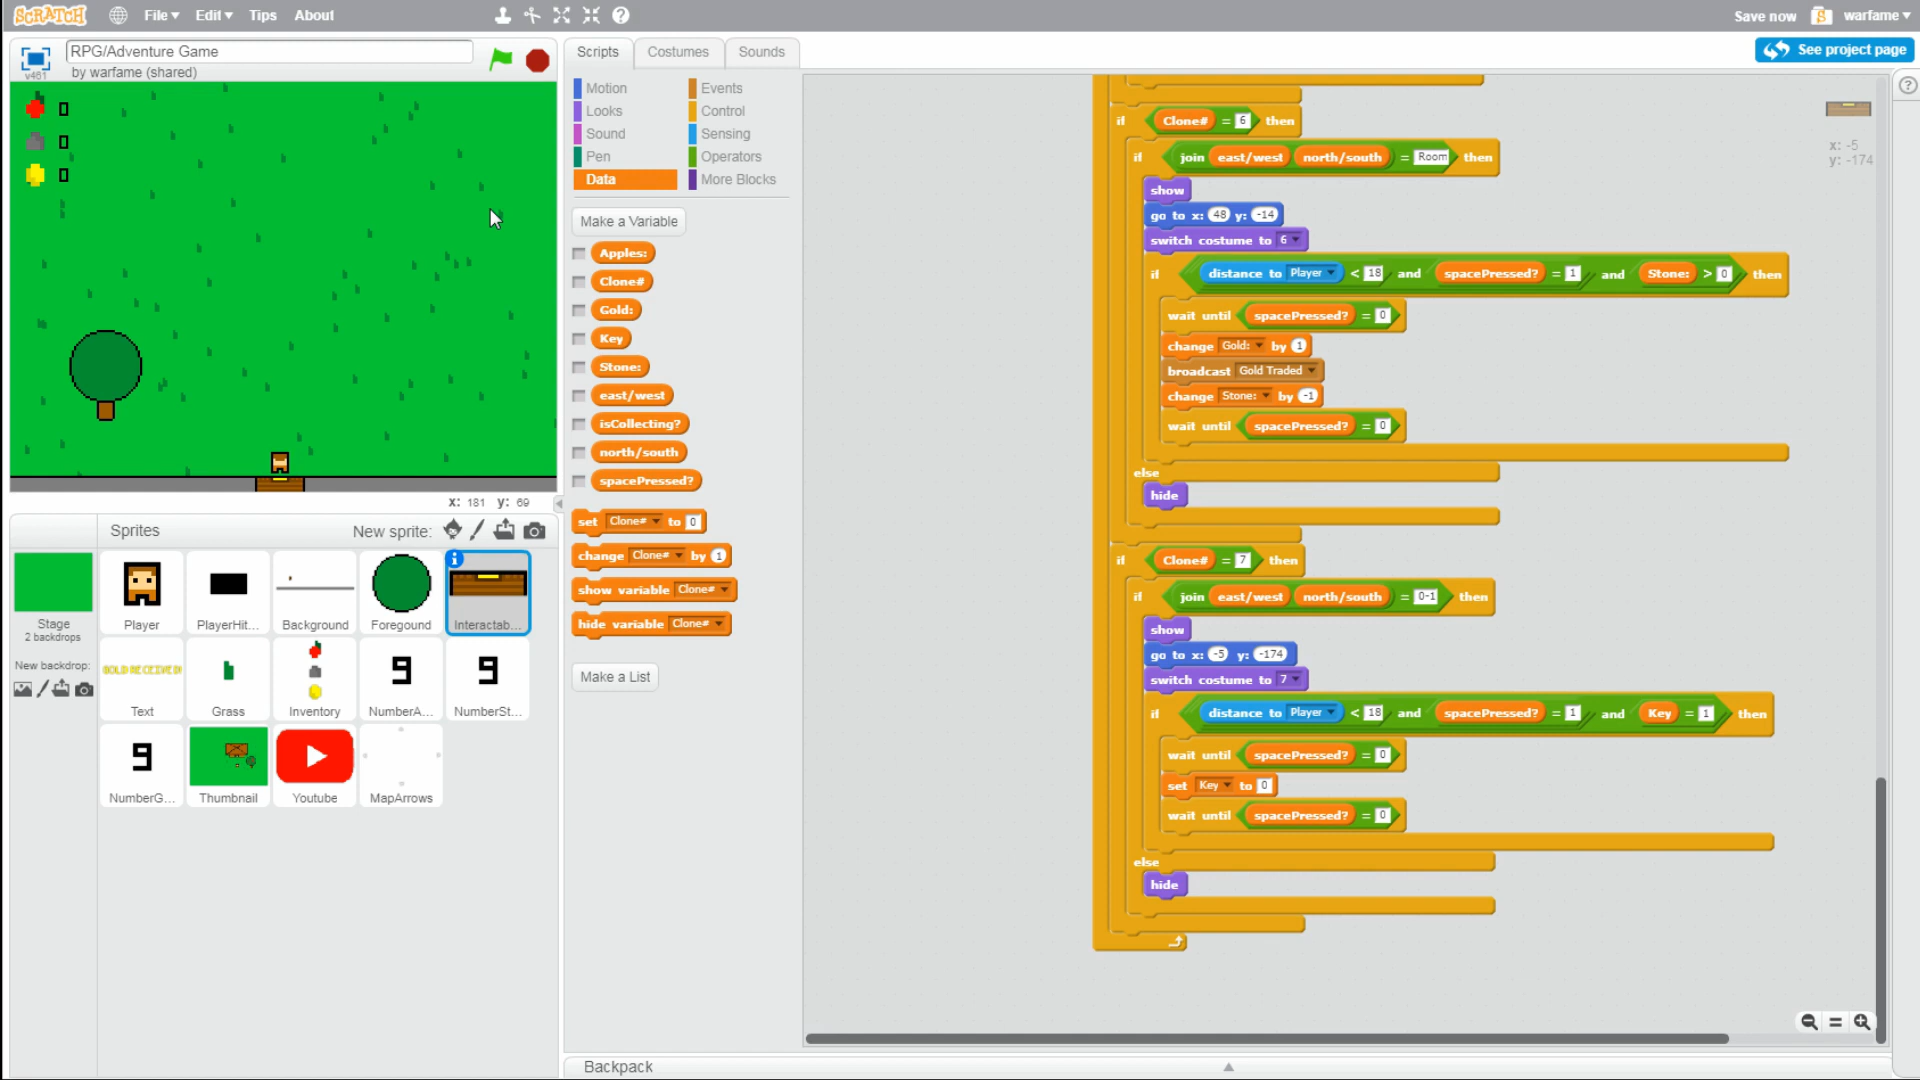 SCRATCH File Edit Tips About Save now warfame
See project page
RPG/Adventure Game
by warfame (shared)
v461
0
0
0
x: 181 y: 69
Scripts Costumes Sounds
Motion Events
Looks Control
Sound Sensing
Pen Operators
Data More Blocks
Make a Variable
Apples:
Clone#
Gold:
Key
Stone:
east/west
isCollecting?
north/south
spacePressed?
set Clone# to 0
change Clone# by 1
show variable Clone#
hide variable Clone#
Make a List
x: -5
y: -174
if Clone# = 6 then
if join east/west north/south = Room then
show
go to x: 48 y: -14
switch costume to 6
if distance to Player < 18 and spacePressed? = 1 and Stone: > 0 then
wait until spacePressed? = 0
change Gold: by 1
broadcast Gold Traded
change Stone: by -1
wait until spacePressed? = 0
else
hide
if Clone# = 7 then
if join east/west north/south = 0-1 then
show
go to x: -5 y: -174
switch costume to 7
if distance to Player < 18 and spacePressed? = 1 and Key = 1 then
wait until spacePressed? = 0
set Key to 0
wait until spacePressed? = 0
else
hide
Sprites New sprite:
Stage
2 backdrops
New backdrop:
Player PlayerHit... Background Foregound Interactab...
GOLD RECEIVED!
9 9
Text Grass Inventory NumberA... NumberSt...
9
NumberG... Thumbnail Youtube MapArrows
Backpack